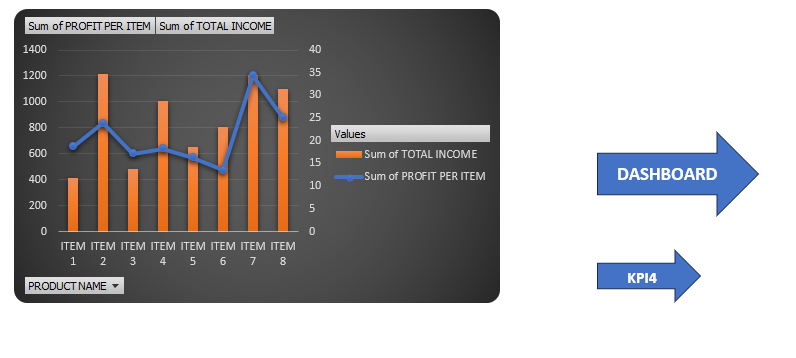 Sum of PROFIT PER ITEM Sum of TOTAL INCOME
1400 40
1200 35
1000 30
800 25
600 20
400 15
200 10
0 5
0
ITEM 1 ITEM 2 ITEM 3 ITEM 4 ITEM 5 ITEM 6 ITEM 7 ITEM 8
Values
Sum of TOTAL INCOME
Sum of PROFIT PER ITEM
PRODUCT NAME
DASHBOARD
KPI4